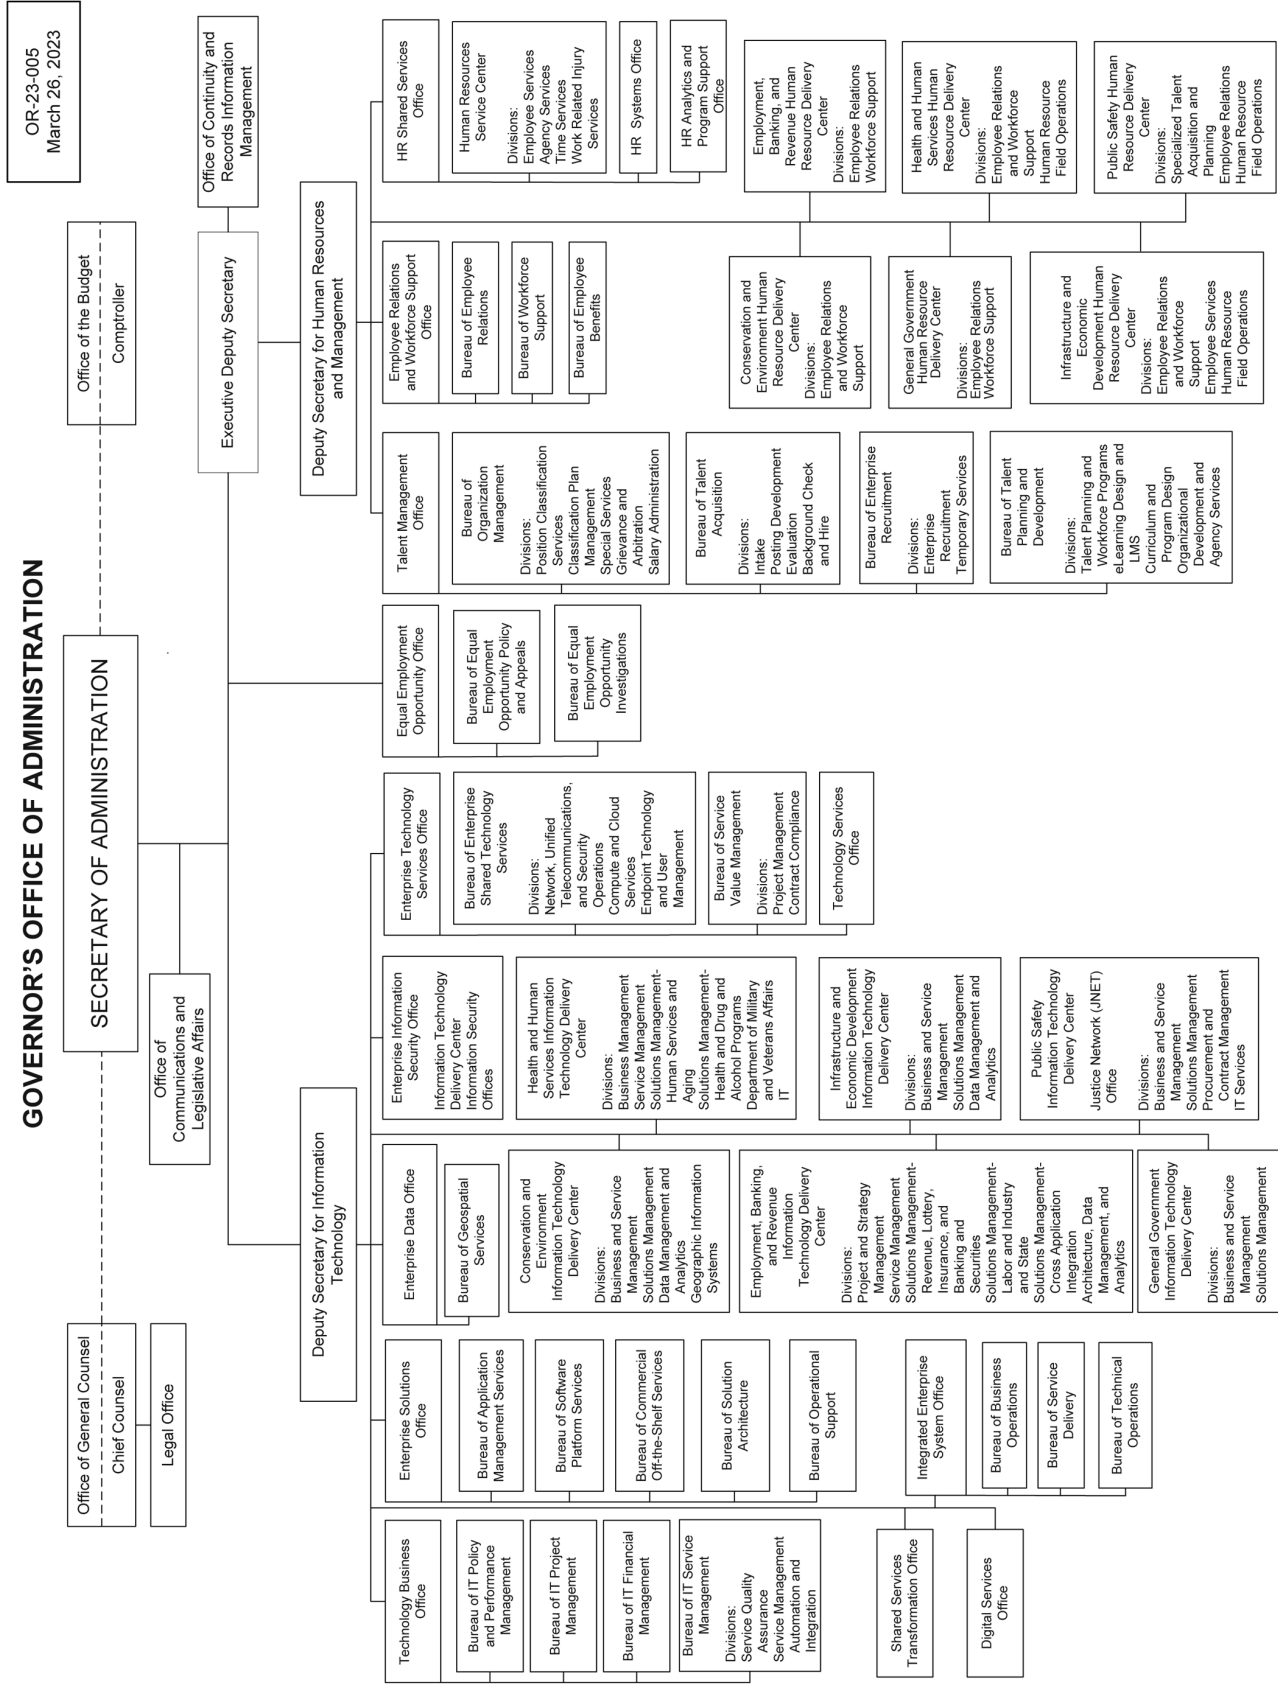 OR-23-005
March 26, 2023
GOVERNOR'S OFFICE OF ADMINISTRATION
SECRETARY OF ADMINISTRATION
Office of General Counsel
Chief Counsel
Legal Office
Office of the Budget
Comptroller
Office of
Communications and
Legislative Affairs
Executive Deputy Secretary
Office of Continuity and
Records Information
Management
Deputy Secretary for Information
Technology
Deputy Secretary for Human Resources
and Management
Technology Business
Office
Bureau of IT Policy
and Performance
Management
Bureau of IT Project
Management
Bureau of IT Financial
Management
Bureau of IT Service
Management
Divisions:
Service Quality
Assurance
Service Management
Automation and
Integration
Shared Services
Transformation Office
Digital Services
Office
Enterprise Solutions
Office
Bureau of Application
Management Services
Bureau of Software
Platform Services
Bureau of Commercial
Off-the-Shelf Services
Bureau of Solution
Architecture
Bureau of Operational
Support
Integrated Enterprise
System Office
Bureau of Business
Operations
Bureau of Service
Delivery
Bureau of Technical
Operations
Enterprise Data Office
Bureau of Geospatial
Services
Conservation and
Environment
Information Technology
Delivery Center
Divisions:
Business and Service
Management
Solutions Management
Data Management and
Analytics
Geographic Information
Systems
Employment, Banking,
and Revenue
Information
Technology Delivery
Center
Divisions:
Project and Strategy
Management
Service Management
Solutions Management-
Revenue, Lottery,
Insurance, and
Banking and
Securities
Solutions Management-
Labor and Industry
and State
Solutions Management-
Cross Application
Integration
Architecture, Data
Management, and
Analytics
General Government
Information Technology
Delivery Center
Divisions:
Business and Service
Management
Solutions Management
Enterprise Information
Security Office
Information Technology
Delivery Center
Information Security
Offices
Health and Human
Services Information
Technology Delivery
Center
Divisions:
Business Management
Service Management
Solutions Management-
Human Services and
Aging
Solutions Management-
Health and Drug and
Alcohol Programs
Department of Military
and Veterans Affairs
IT
Infrastructure and
Economic Development
Information Technology
Delivery Center
Divisions:
Business and Service
Management
Solutions Management
Data Management and
Analytics
Public Safety
Information Technology
Delivery Center
Justice Network (JNET)
Office
Divisions:
Business and Service
Management
Solutions Management
Procurement and
Contract Management
IT Services
Enterprise Technology
Services Office
Bureau of Enterprise
Shared Technology
Services
Divisions:
Network, Unified
Telecommunications,
and Security
Operations
Compute and Cloud
Services
Endpoint Technology
and User
Management
Bureau of Service
Value Management
Divisions:
Project Management
Contract Compliance
Technology Services
Office
Equal Employment
Opportunity Office
Bureau of Equal
Employment
Opportunity Policy
and Appeals
Bureau of Equal
Employment
Opportunity
Investigations
Talent Management
Office
Bureau of
Organization
Management
Divisions:
Position Classification
Services
Classification Plan
Management
Special Services
Grievance and
Arbitration
Salary Administration
Bureau of Talent
Acquisition
Divisions:
Intake
Posting Development
Evaluation
Background Check
and Hire
Bureau of Enterprise
Recruitment
Divisions:
Enterprise
Recruitment
Temporary Services
Bureau of Talent
Planning and
Development
Divisions:
Talent Planning and
Workforce Programs
eLearning Design and
LMS
Curriculum and
Program Design
Organizational
Development and
Agency Services
Employee Relations
and Workforce Support
Office
Bureau of Employee
Relations
Bureau of Workforce
Support
Bureau of Employee
Benefits
Conservation and
Environment Human
Resource Delivery
Center
Divisions:
Employee Relations
and Workforce
Support
General Government
Human Resource
Delivery Center
Divisions:
Employee Relations
Workforce Support
Infrastructure and
Economic
Development Human
Resource Delivery
Center
Divisions:
Employee Relations
and Workforce
Support
Employee Services
Human Resource
Field Operations
HR Shared Services
Office
Human Resources
Service Center
Divisions:
Employee Services
Agency Services
Time Services
Work Related Injury
Services
HR Systems Office
HR Analytics and
Program Support
Office
Employment,
Banking, and
Revenue Human
Resource Delivery
Center
Divisions:
Employee Relations
Workforce Support
Health and Human
Services Human
Resource Delivery
Center
Divisions:
Employee Relations
and Workforce
Support
Human Resource
Field Operations
Public Safety Human
Resource Delivery
Center
Divisions:
Specialized Talent
Acquisition and
Planning
Employee Relations
Human Resource
Field Operations